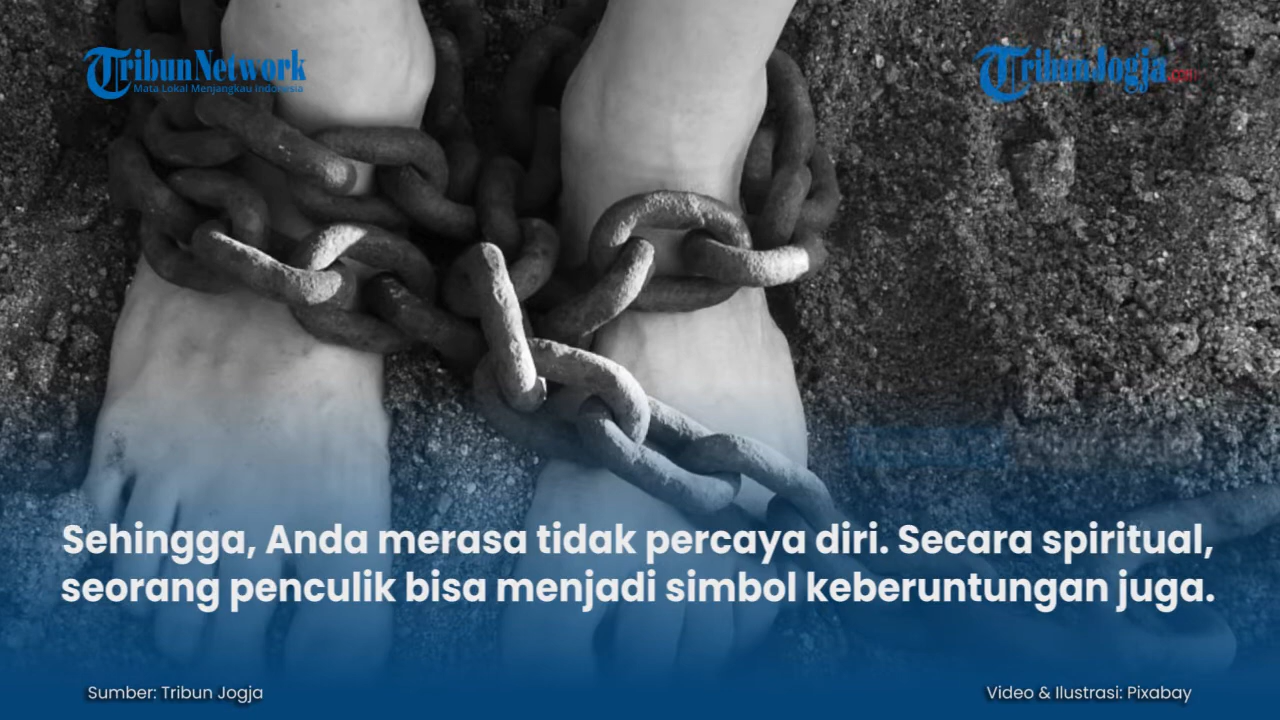 TribunNetwork
Mata Lokal Menjangkau Indonesia
TribunJogja.com
Sehingga, Anda merasa tidak percaya diri. Secara spiritual,
seorang penculik bisa menjadi simbol keberuntungan juga.
Sumber: Tribun Jogja
Video & Ilustrasi: Pixabay